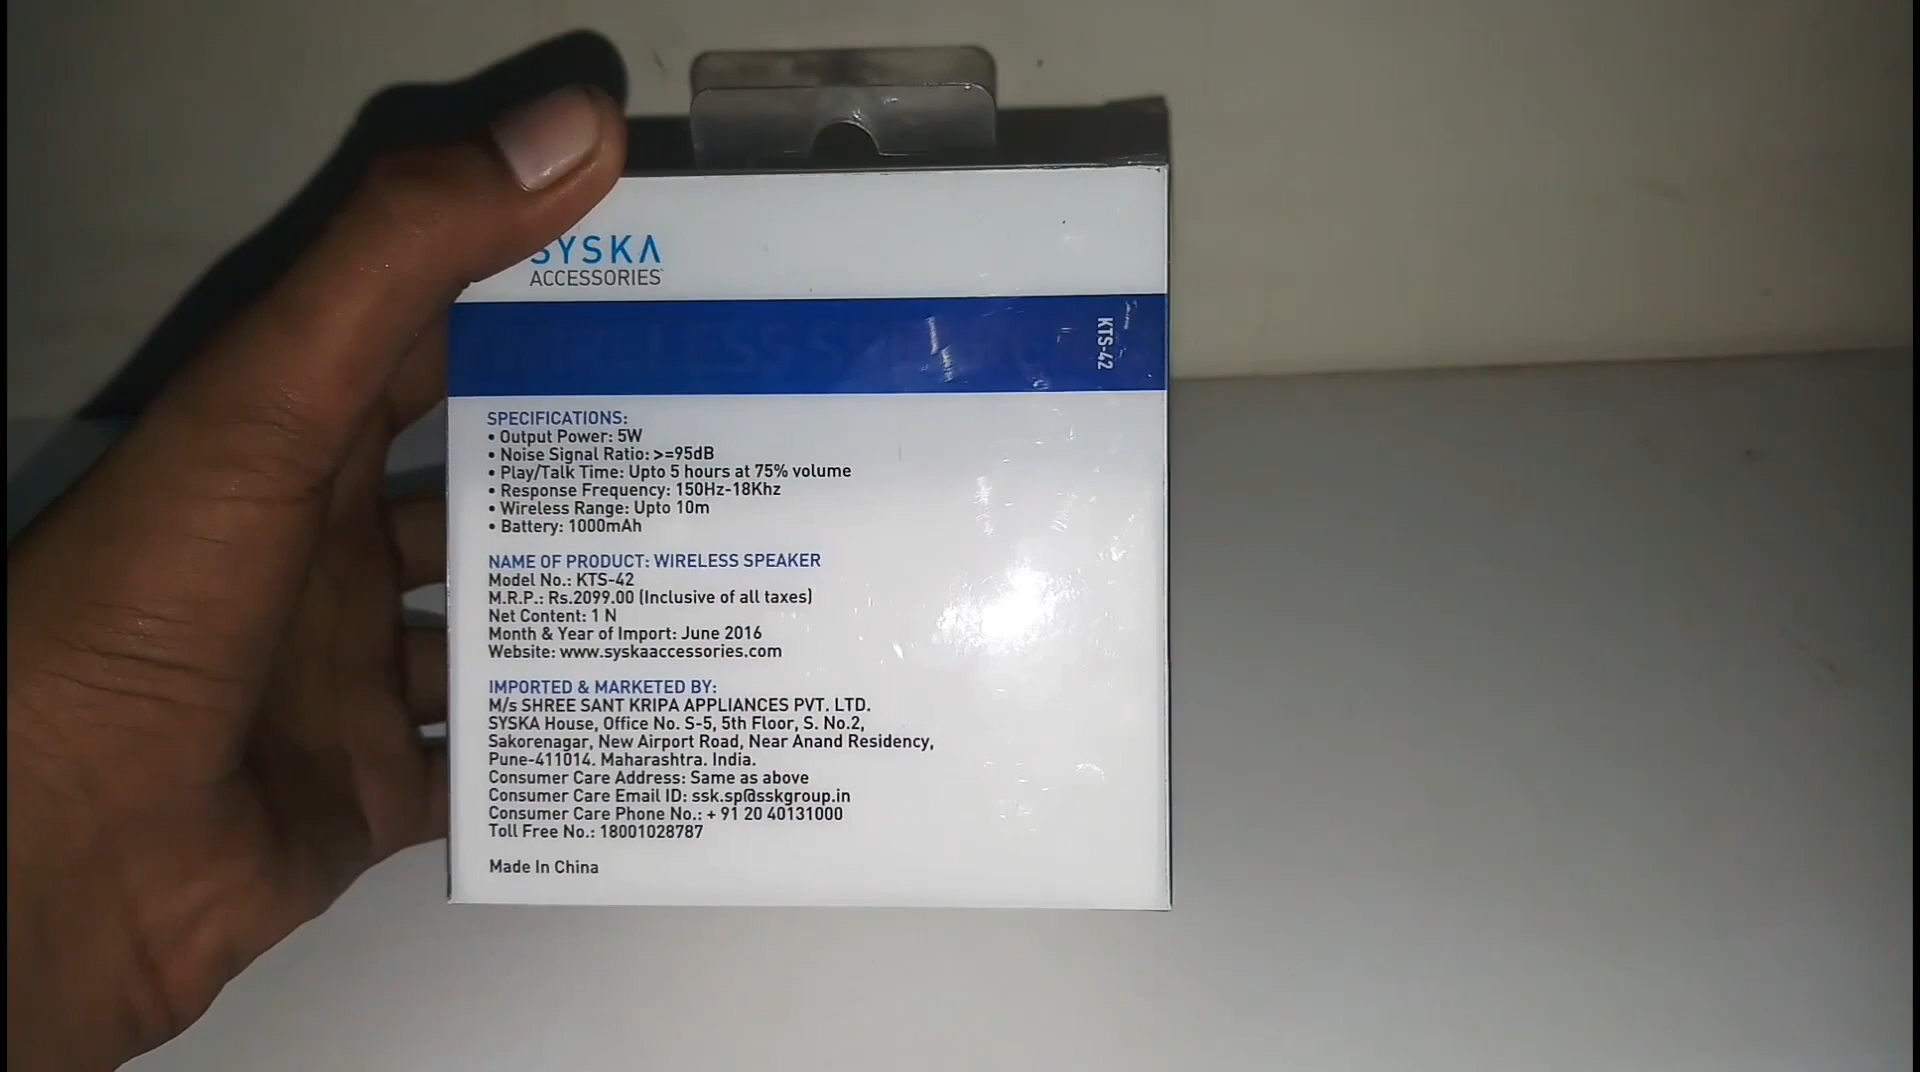 SYSKA
ACCESSORIES
WIRELESS
KTS-42
SPECIFICATIONS:
• Output Power: 5W
• Noise Signal Ratio: >=95dB
• Play/Talk Time: Upto 5 hours at 75% volume
• Response Frequency: 150Hz-18Khz
• Wireless Range: Upto 10m
• Battery: 1000mAh
NAME OF PRODUCT: WIRELESS SPEAKER
Model No.: KTS-42
M.R.P.: Rs.2099.00 (Inclusive of all taxes)
Net Content: 1 N
Month & Year of Import: June 2016
Website: www.syskaaccessories.com
IMPORTED & MARKETED BY:
M/s SHREE SANT KRIPA APPLIANCES PVT. LTD.
SYSKA House, Office No. S-5, 5th Floor, S. No.2,
Sakorenagar, New Airport Road, Near Anand Residency,
Pune-411014. Maharashtra. India.
Consumer Care Address: Same as above
Consumer Care Email ID: ssk.sp@sskgroup.in
Consumer Care Phone No.: + 91 20 40131000
Toll Free No.: 18001028787
Made In China